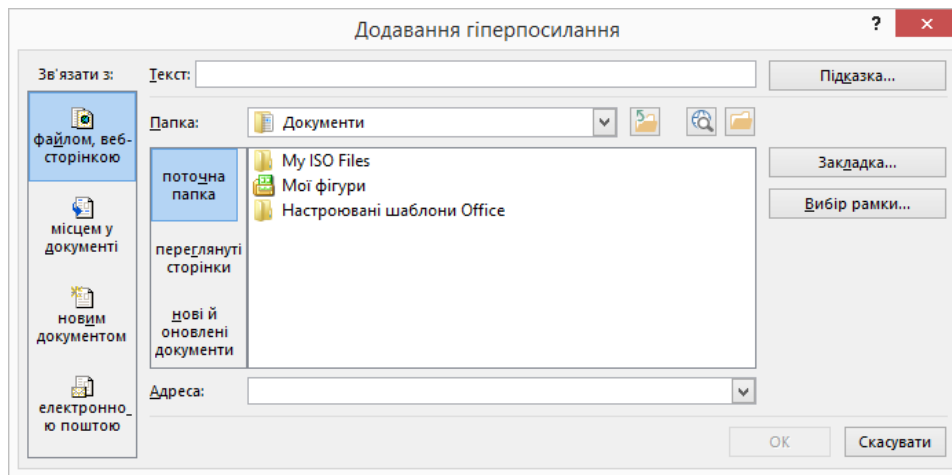 Додавання гіперпосилання
?
Зв'язати з:
Текст:
Підказка...
файлом, веб-
сторінкою
місцем у
документі
новим
документом
електронно_
ю поштою
Папка:
Документи
поточна
папка
переглянуті
сторінки
нові й
оновлені
документи
My ISO Files
Мої фігури
Настроювані шаблони Office
Закладка...
Вибір рамки...
Адреса:
ОК
Скасувати